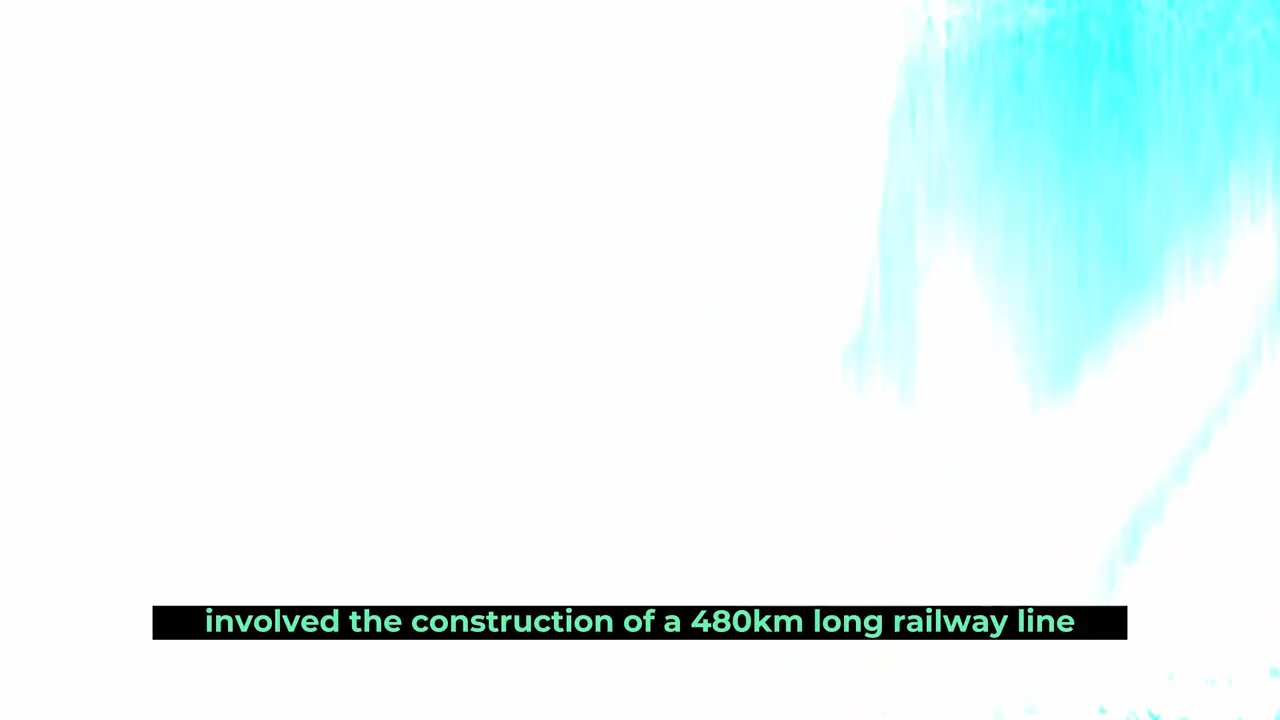 involved the construction of a 480km long railway line